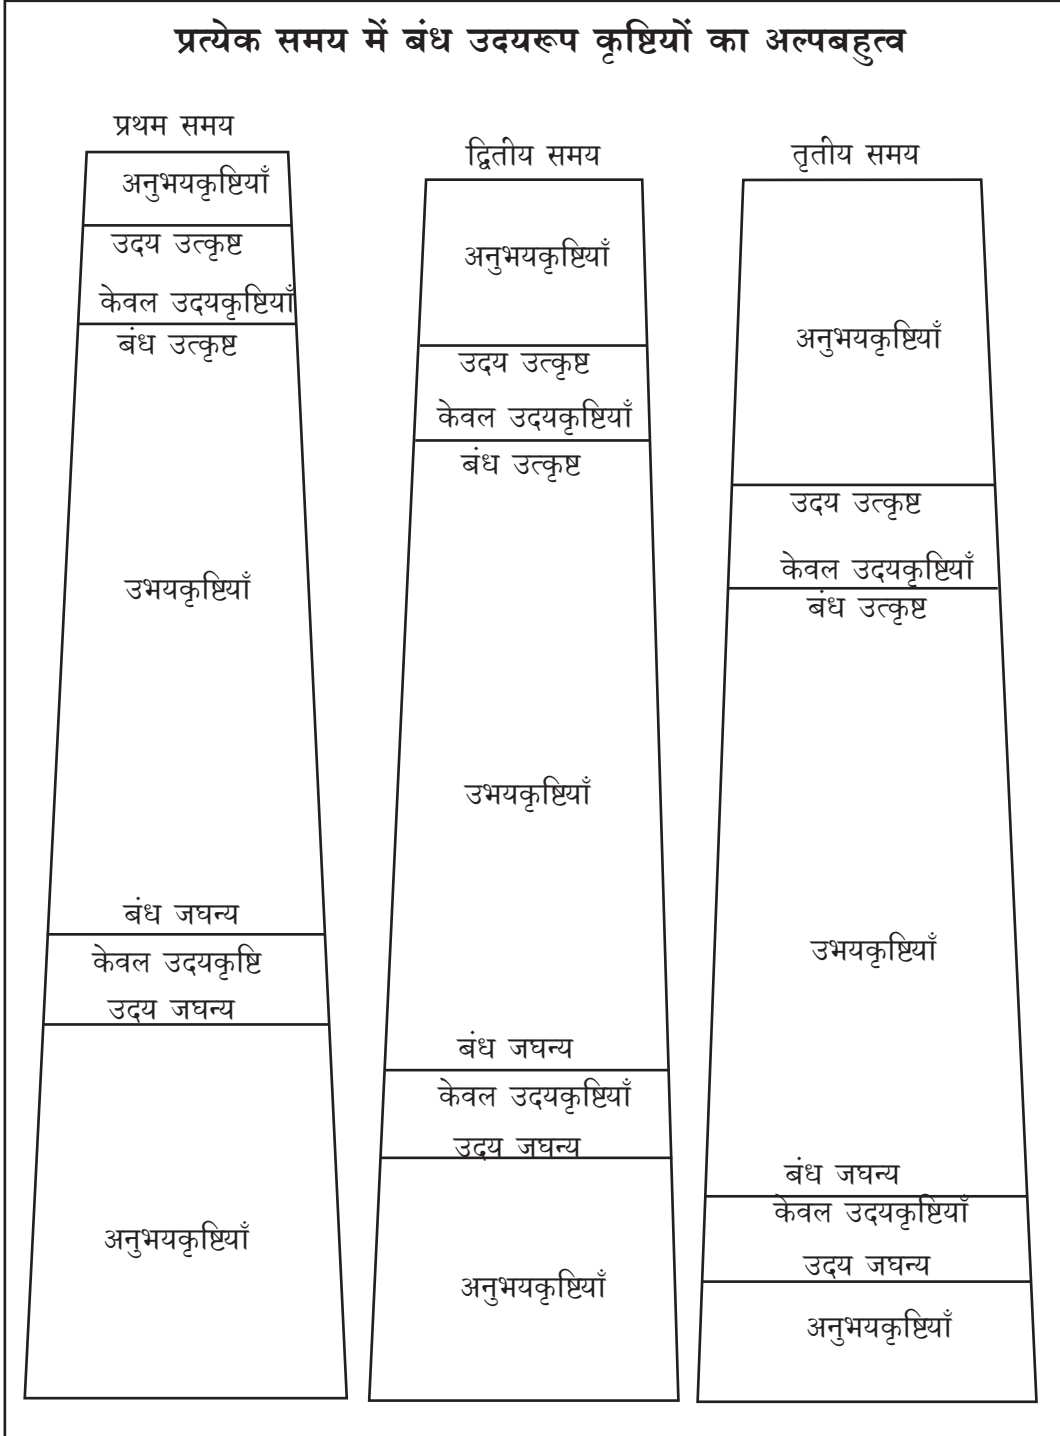 प्रत्येक समय में बंध उदयरूप कृष्टियों का अल्पबहुत्व
प्रथम समय
अनुभयकृष्टियाँ
उदय उत्कृष्ट
केवल उदयकृष्टियाँ
बंध उत्कृष्ट
उभयकृष्टियाँ
बंध जघन्य
केवल उदयकृष्टि
उदय जघन्य
अनुभयकृष्टियाँ
द्वितीय समय
अनुभयकृष्टियाँ
उदय उत्कृष्ट
केवल उदयकृष्टियाँ
बंध उत्कृष्ट
उभयकृष्टियाँ
बंध जघन्य
केवल उदयकृष्टियाँ
उदय जघन्य
अनुभयकृष्टियाँ
तृतीय समय
अनुभयकृष्टियाँ
उदय उत्कृष्ट
केवल उदयकृष्टियाँ
बंध उत्कृष्ट
उभयकृष्टियाँ
बंध जघन्य
केवल उदयकृष्टियाँ
उदय जघन्य
अनुभयकृष्टियाँ